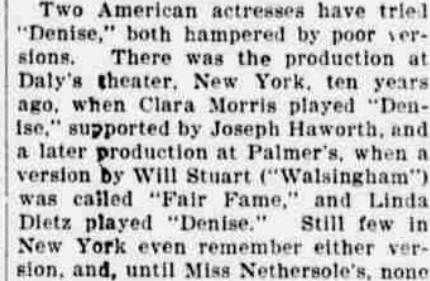 Two American actresses have tried
"Denise," both hampered by poor ver-
sions. There was the production at
Daly's theater, New York, ten years
ago, when Clara Morris played "Den-
ise," supported by Joseph Haworth, and
a later production at Palmer's, when a
version by Will Stuart ("Walsingham")
was called "Fair Fame," and Linda
Dietz played "Denise." Still few in
New York even remember either ver-
sion, and, until Miss Nethersole's, none